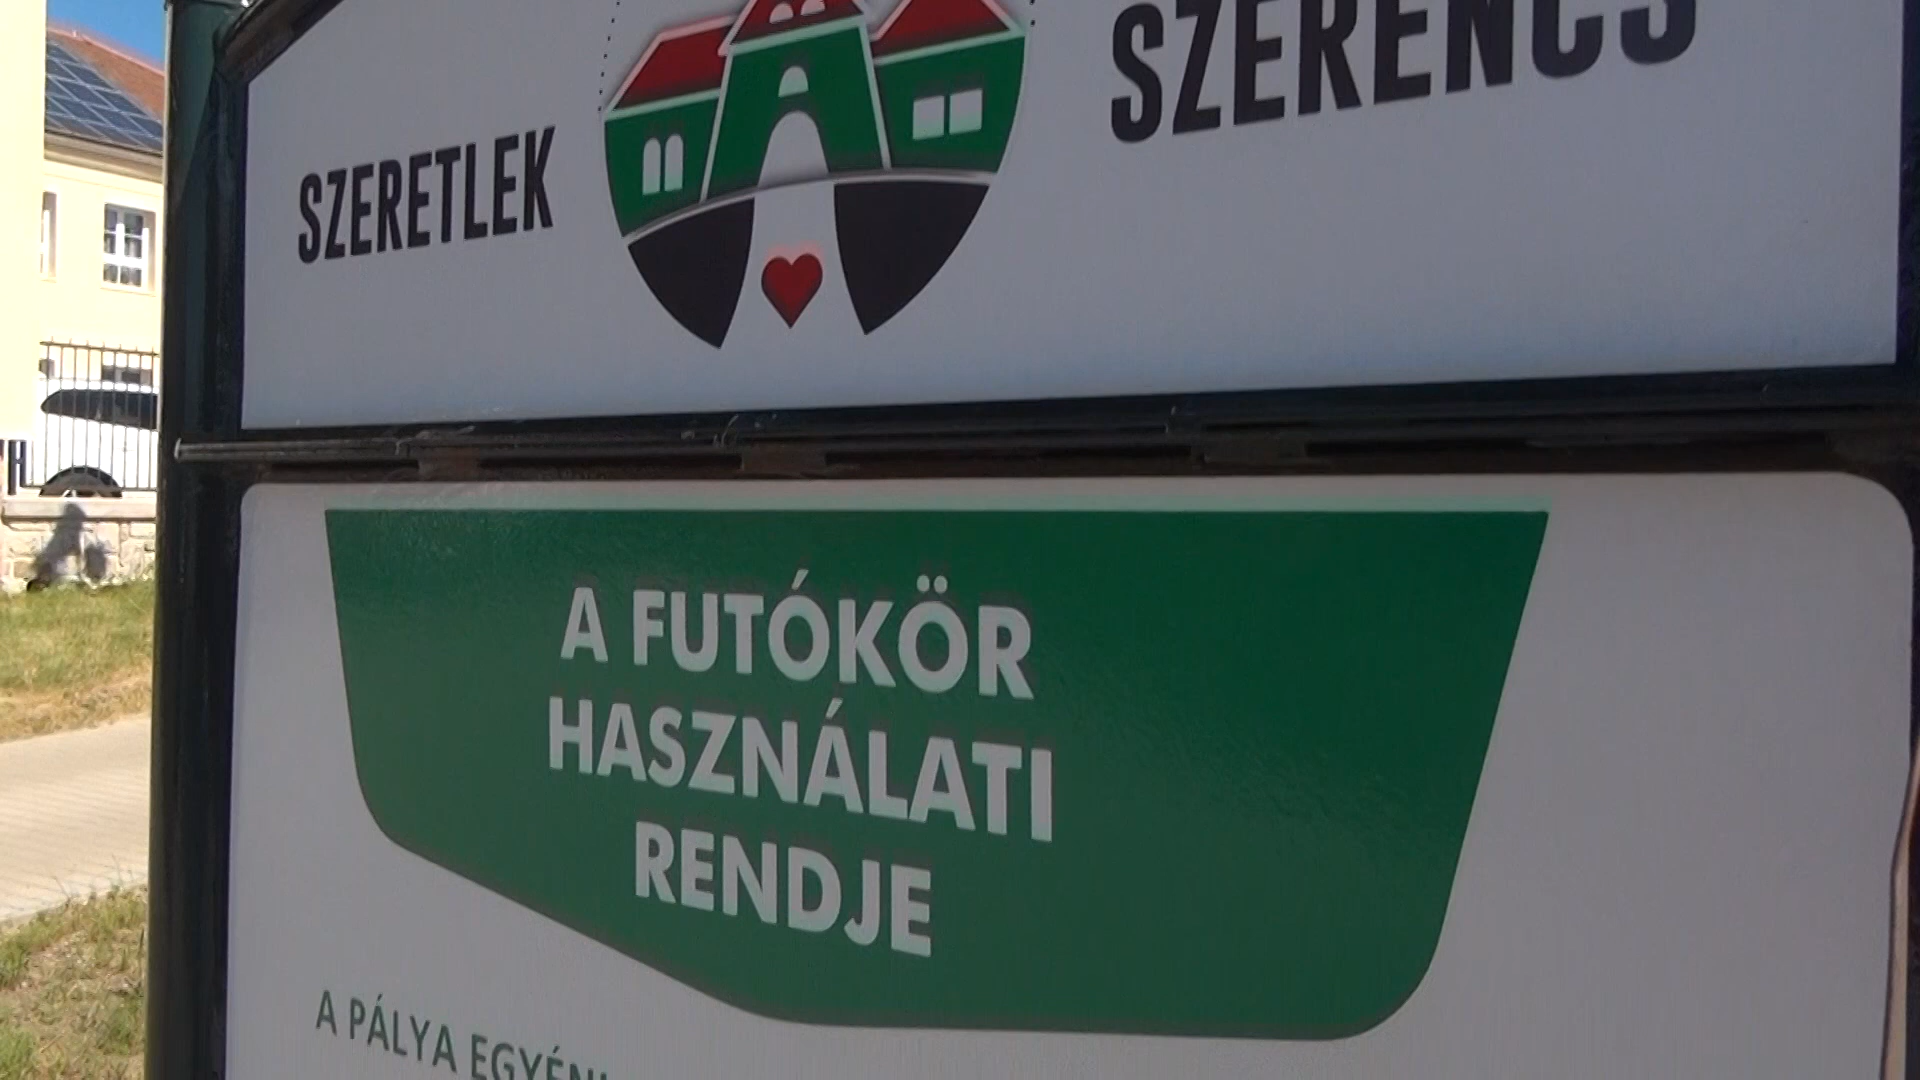 SZERETLEK
SZERENCS
A FUTÓKÖR
HASZNÁLATI
RENDJE
A PÁLYA